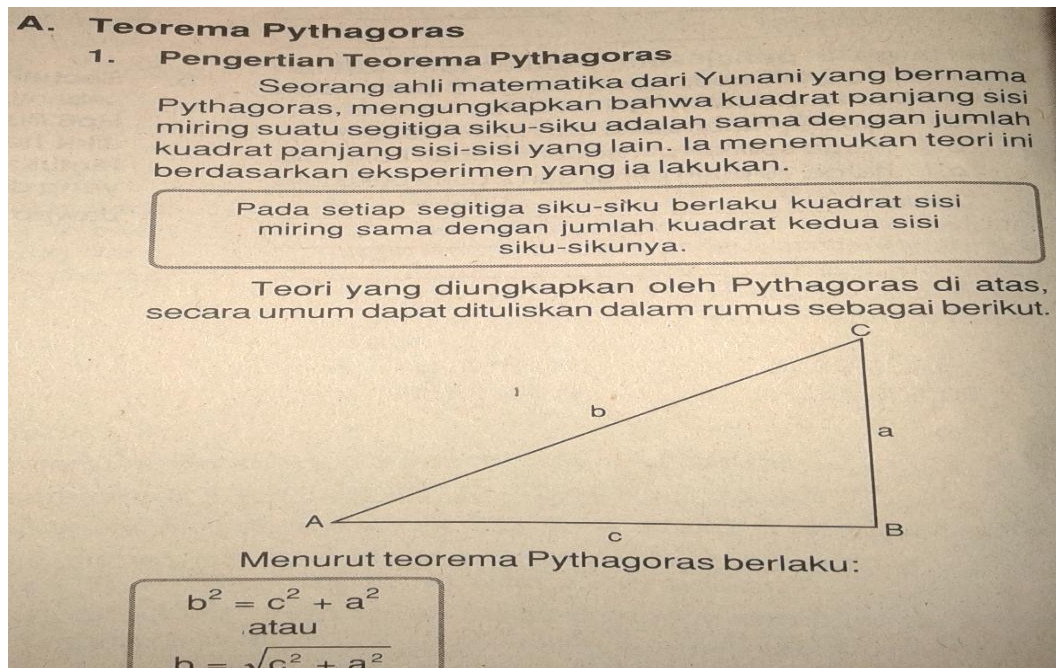 A. Teorema Pythagoras
1. Pengertian Teorema Pythagoras
Seorang ahli matematika dari Yunani yang bernama
Pythagoras, mengungkapkan bahwa kuadrat panjang sisi
miring suatu segitiga siku-siku adalah sama dengan jumlah
kuadrat panjang sisi-sisi yang lain. Ia menemukan teori ini
berdasarkan eksperimen yang ia lakukan.
Pada setiap segitiga siku-siku berlaku kuadrat sisi
miring sama dengan jumlah kuadrat kedua sisi
siku-sikunya.
Teori yang diungkapkan oleh Pythagoras di atas,
secara umum dapat dituliskan dalam rumus sebagai berikut.
C
b
a
A
B
c
Menurut teorema Pythagoras berlaku:
b² = c² + a²
atau
b = √c² + a²